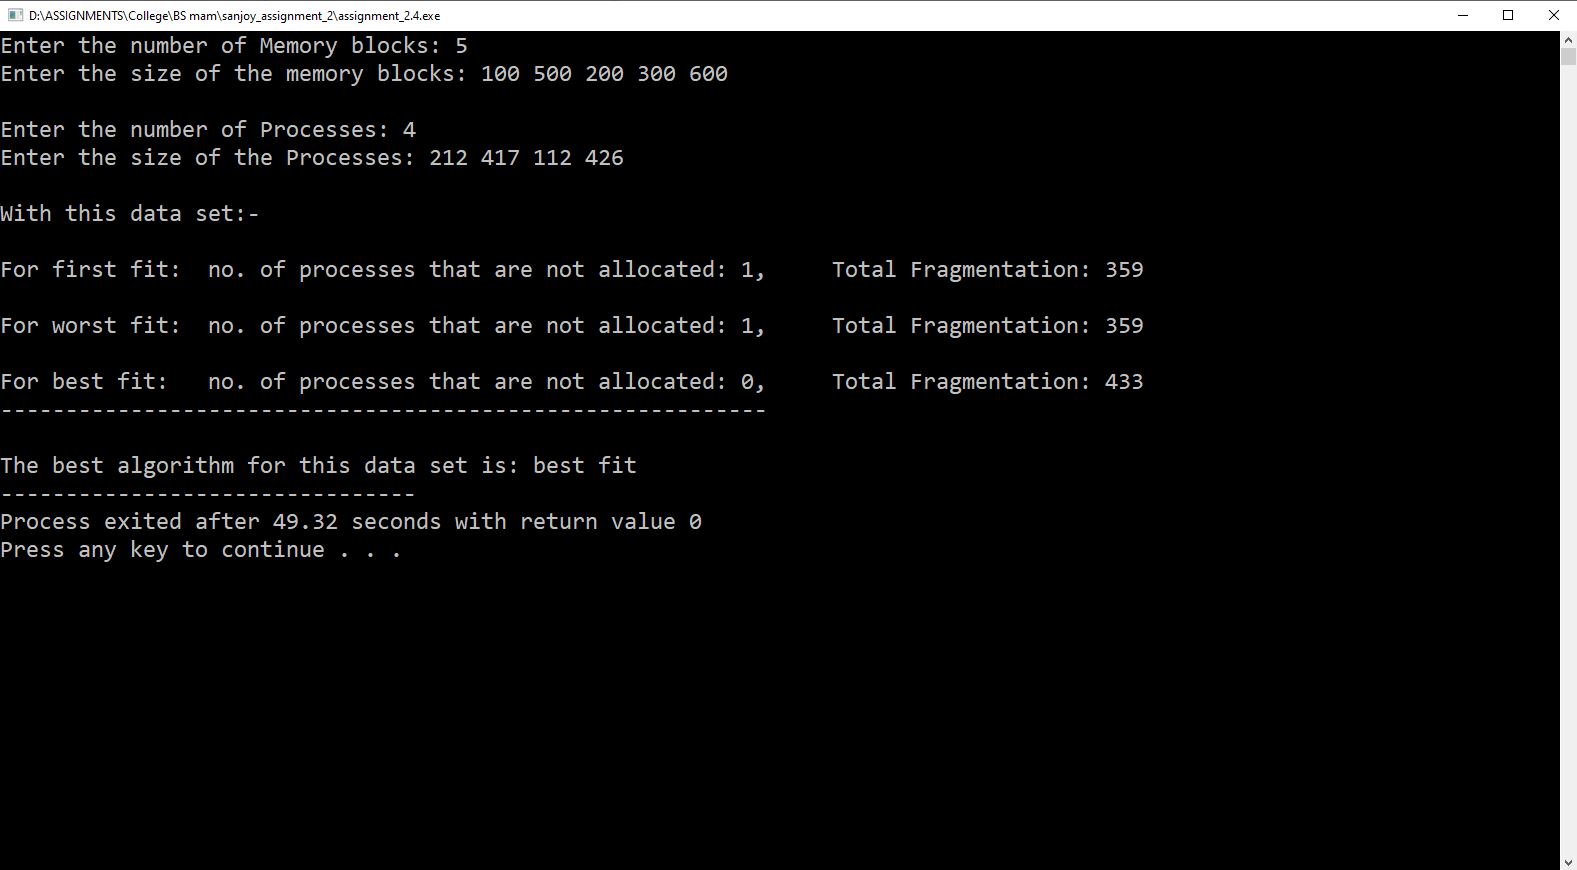 D:\ASSIGNMENTS\College\BS mam\sanjoy_assignment_2\assignment_2.4.exe
Enter the number of Memory blocks: 5
Enter the size of the memory blocks: 100 500 200 300 600
Enter the number of Processes: 4
Enter the size of the Processes: 212 417 112 426
With this data set:-
For first fit:  no. of processes that are not allocated: 1,     Total Fragmentation: 359
For worst fit:  no. of processes that are not allocated: 1,     Total Fragmentation: 359
For best fit:   no. of processes that are not allocated: 0,     Total Fragmentation: 433
-----------------------------------------------------------
The best algorithm for this data set is: best fit
--------------------------------
Process exited after 49.32 seconds with return value 0
Press any key to continue . . .